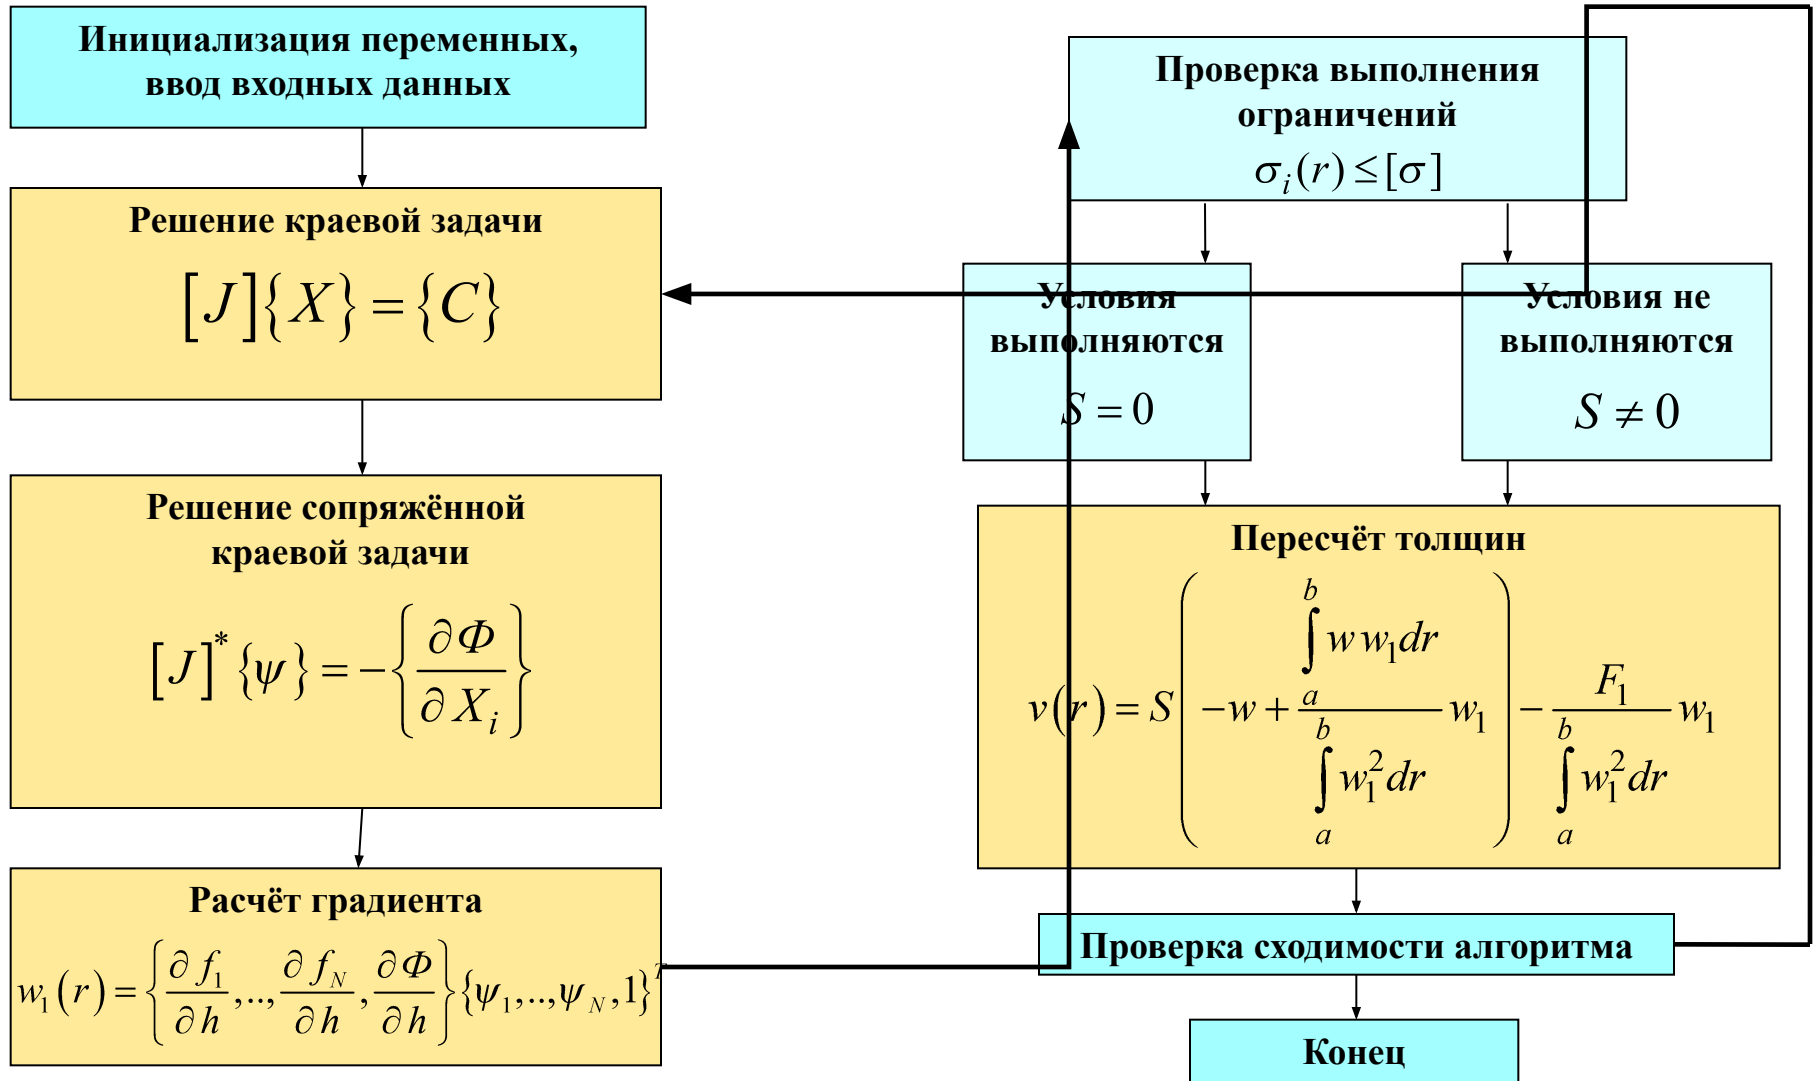 Инициализация переменных,
ввод входных данных
Решение краевой задачи
[J]{X} = {C}
Решение сопряжённой
краевой задачи
[J]^* {ψ} = -{∂Φ/∂X_i}
Расчёт градиента
w_1(r) = {∂f_1/∂h,..,∂f_N/∂h,∂Φ/∂h}{ψ_1,..,ψ_N,1}^T
Проверка выполнения
ограничений
σ_i(r) ≤ [σ]
Условия
выполняются
S = 0
Условия не
выполняются
S ≠ 0
Пересчёт толщин
v(r) = S(-w + (∫_a^b w w_1 dr)/(∫_a^b w_1^2 dr) w_1) - F_1/(∫_a^b w_1^2 dr) w_1
Проверка сходимости алгоритма
Конец